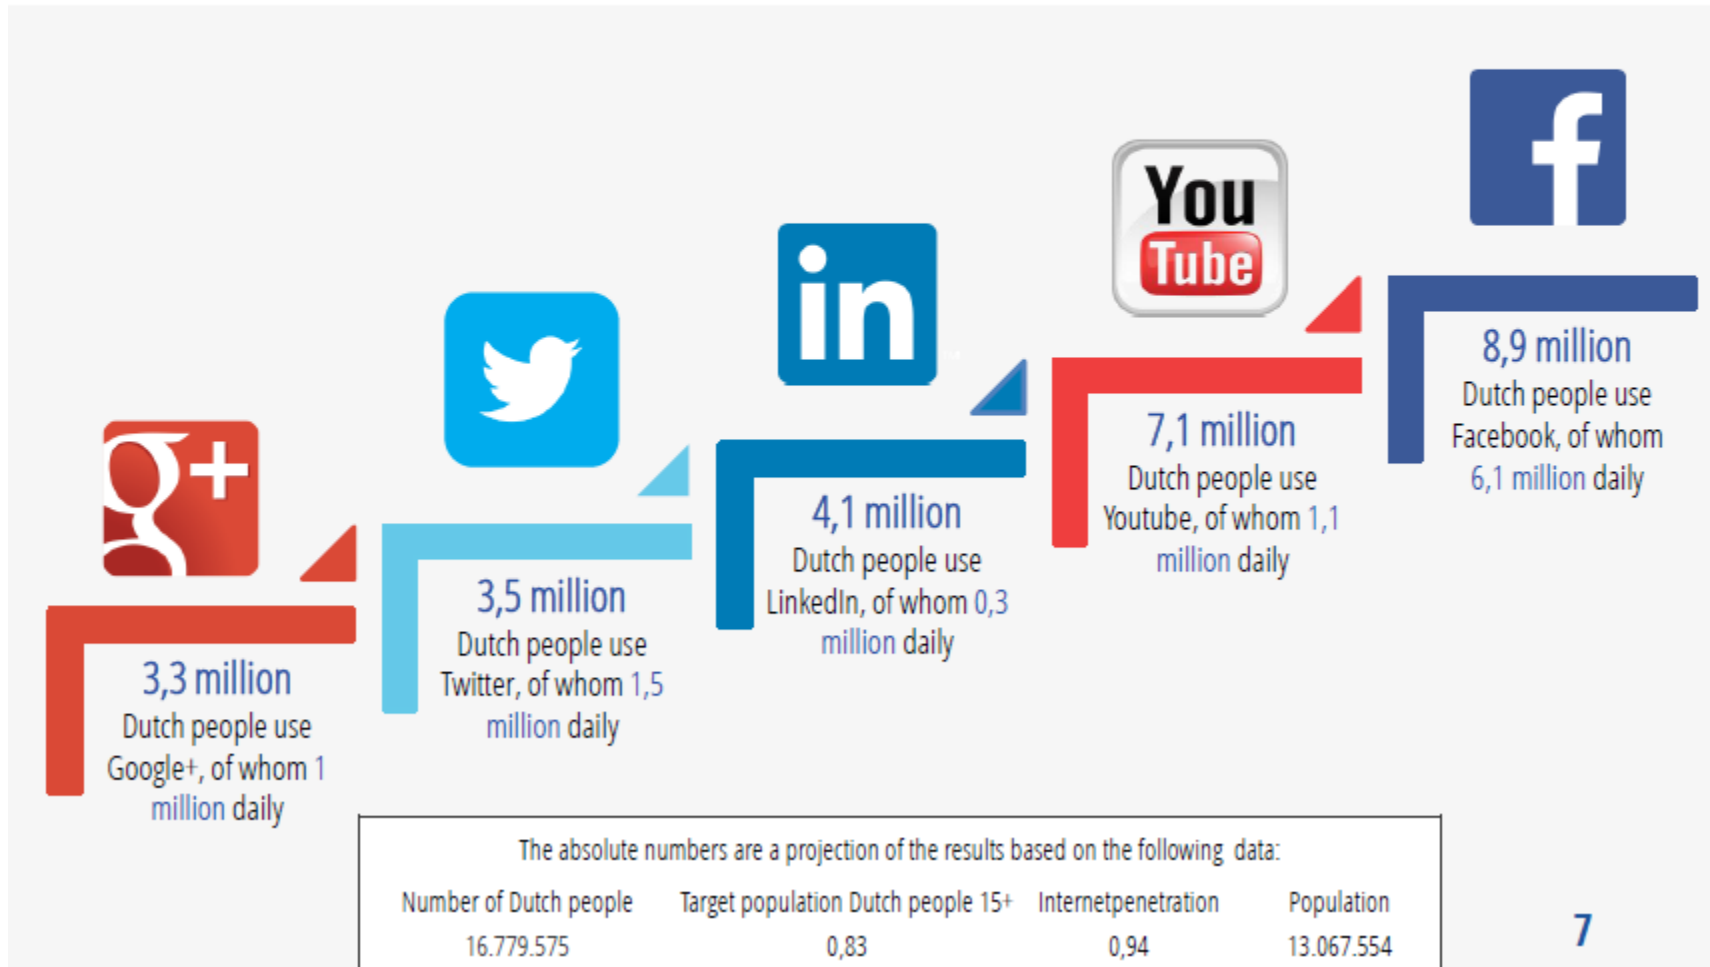 g+
3,3 million
Dutch people use
Google+, of whom 1
million daily
3,5 million
Dutch people use
Twitter, of whom 1,5
million daily
in
4,1 million
Dutch people use
LinkedIn, of whom 0,3
million daily
You
Tube
7,1 million
Dutch people use
Youtube, of whom 1,1
million daily
f
8,9 million
Dutch people use
Facebook, of whom
6,1 million daily
The absolute numbers are a projection of the results based on the following data:
Number of Dutch people Target population Dutch people 15+ Internetpenetration Population
16.779.575 0,83 0,94 13.067.554
7